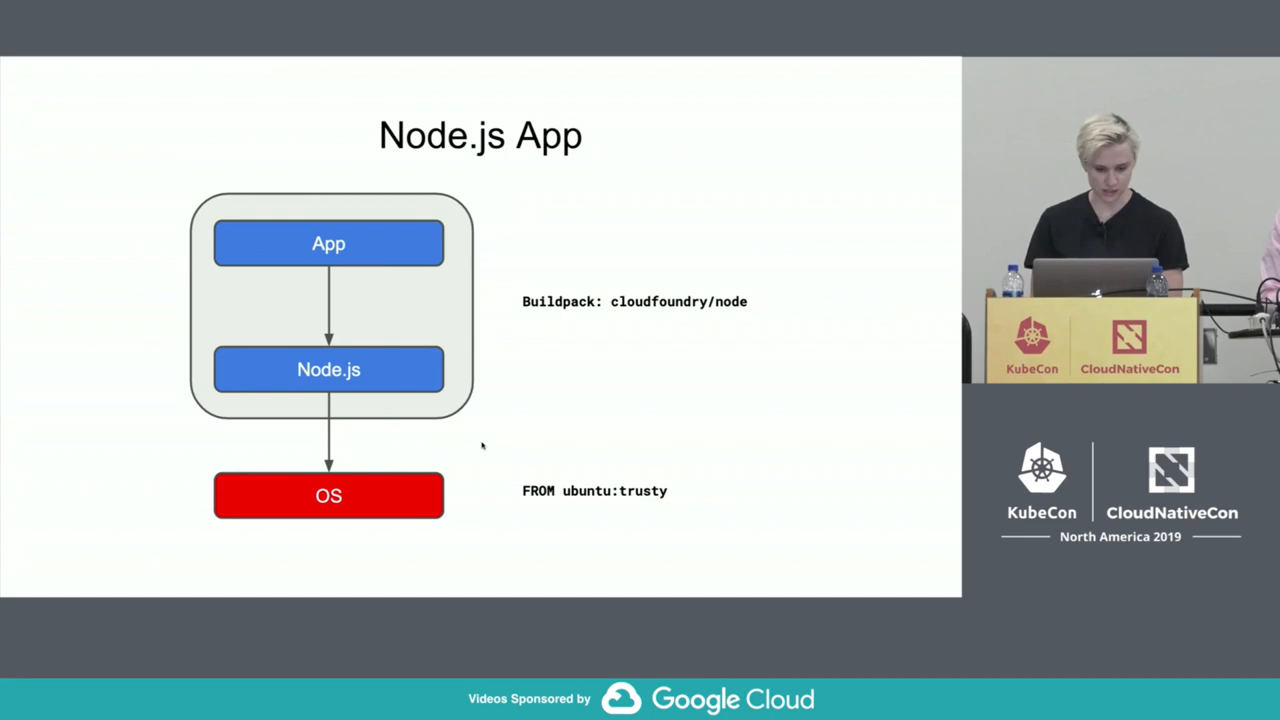 Node.js App
App
Buildpack: cloudfoundry/node
Node.js
OS
FROM ubuntu:trusty
KubeCon
CloudNativeCon
KubeCon
CloudNativeCon
North America 2019
Videos Sponsored by
Google Cloud